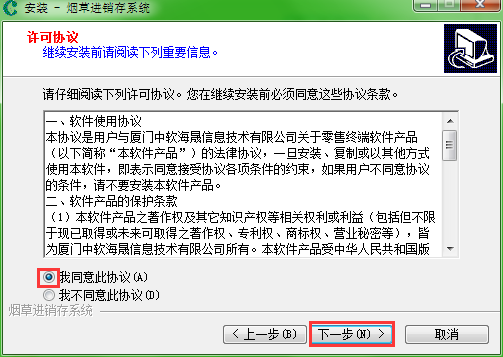 安装 - 烟草进销存系统
许可协议
继续安装前请阅读下列重要信息。
请仔细阅读下列许可协议。您在继续安装前必须同意这些协议条款。
一、软件使用协议
本协议是用户与厦门中软海晟信息技术有限公司关于零售终端软件产品
（以下简称“本软件产品”）的法律协议，一旦安装、复制或以其他方式
使用本软件，即表示同意接受协议各项条件的约束，如果用户不同意协议
的条件，请不要安装本软件产品。
二、软件产品的保护条款
（1）本软件产品之著作权及其它知识产权等相关权利或利益（包括但不限
于现已取得或未来可取得之著作权、专利权、商标权、营业秘密等），皆
为厦门中软海晟信息技术有限公司所有。本软件产品受中华人民共和国版
我同意此协议(A)
我不同意此协议(D)
烟草进销存系统
< 上一步(B)
下一步(N) >
取消